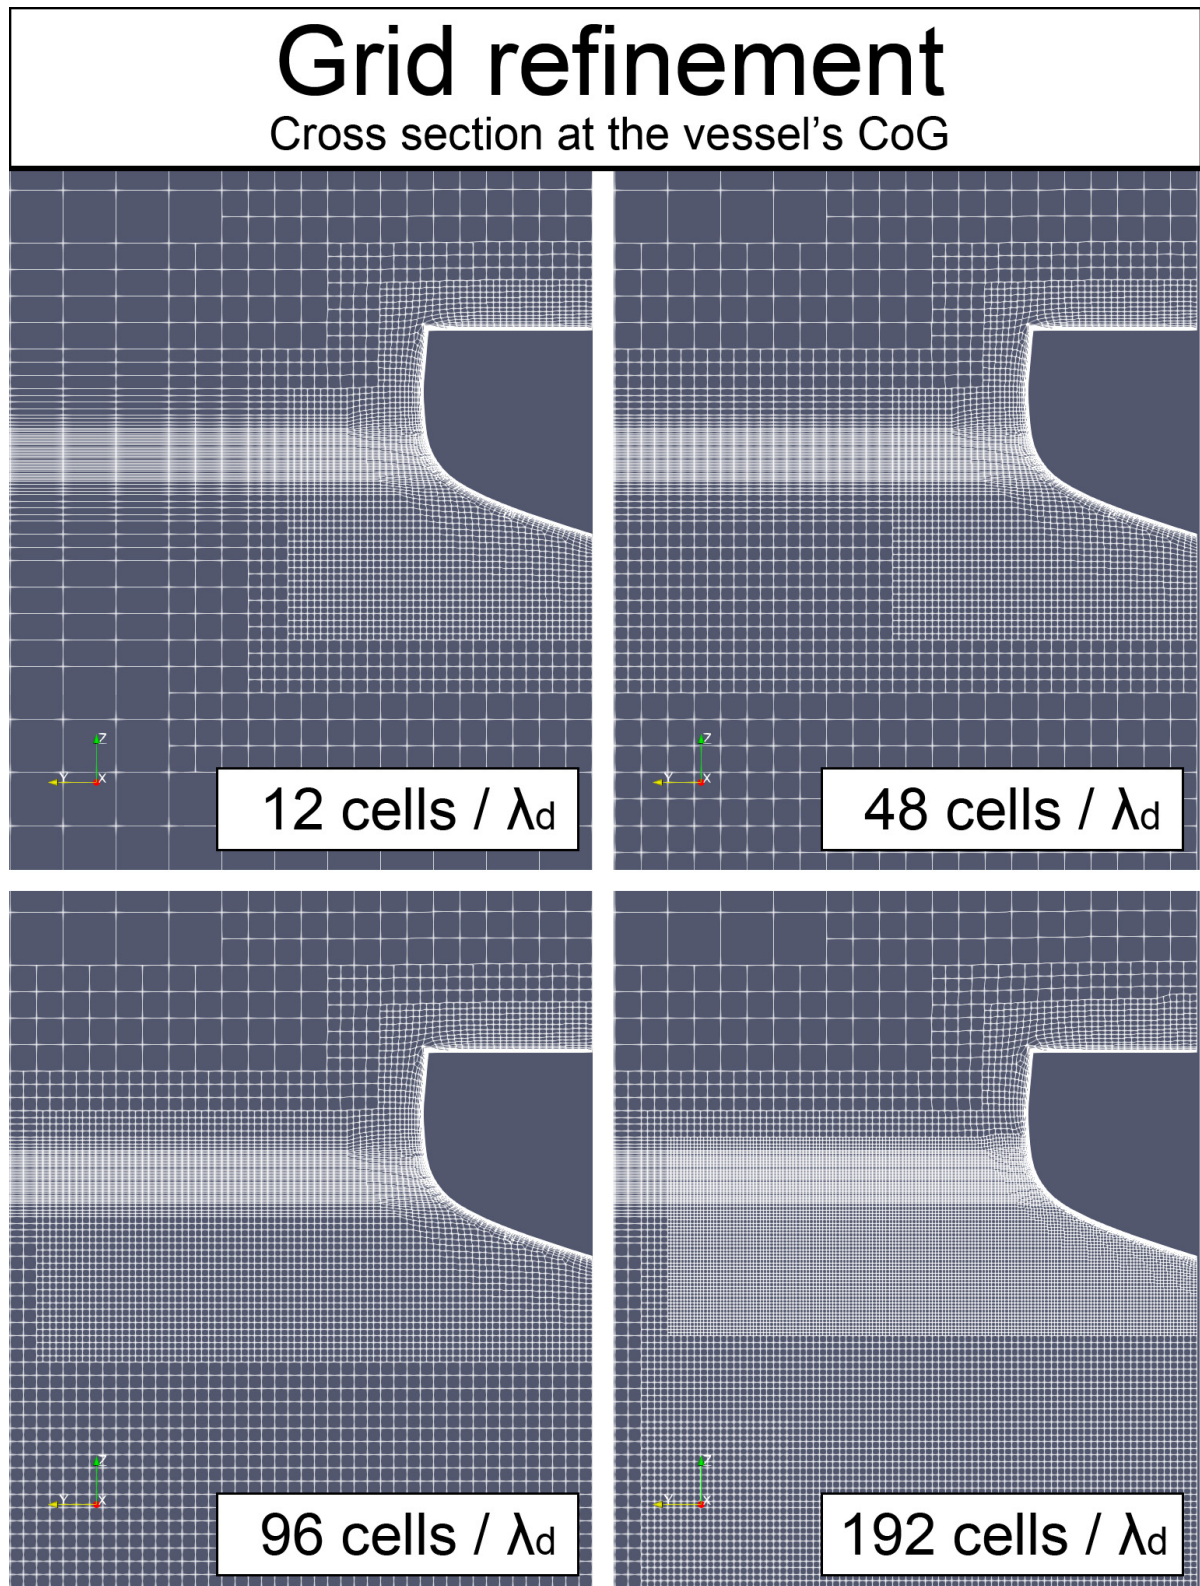 Grid refinement
Cross section at the vessel's CoG
Z
Y
X
12 cells / λd
Z
Y
X
48 cells / λd
Z
Y
X
96 cells / λd
Z
Y
X
192 cells / λd